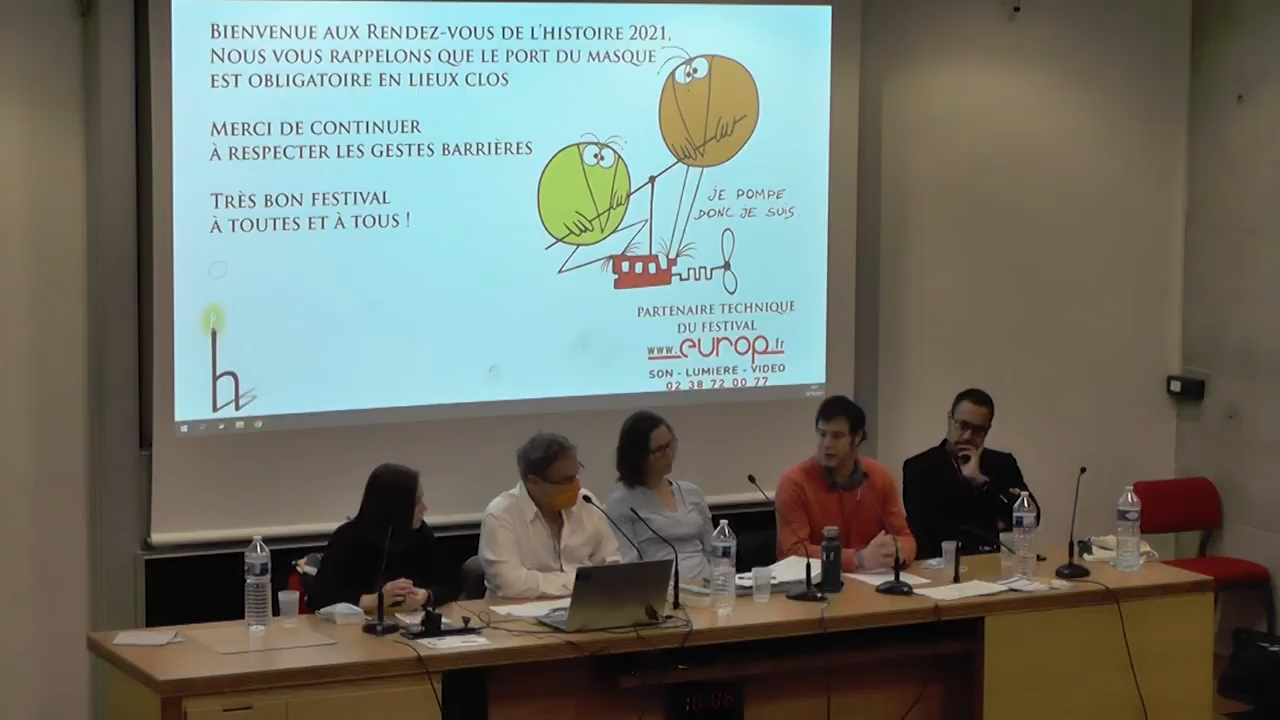 BIENVENUE AUX RENDEZ-VOUS DE L'HISTOIRE 2021,
NOUS VOUS RAPPELONS QUE LE PORT DU MASQUE
EST OBLIGATOIRE EN LIEUX CLOS
MERCI DE CONTINUER
À RESPECTER LES GESTES BARRIÈRES
TRÈS BON FESTIVAL
À TOUTES ET À TOUS !
JE POMPE
DONC JE SUIS
PARTENAIRE TECHNIQUE
DU FESTIVAL
www.europ.fr
SON - LUMIERE - VIDEO
02 38 72 00 77
h